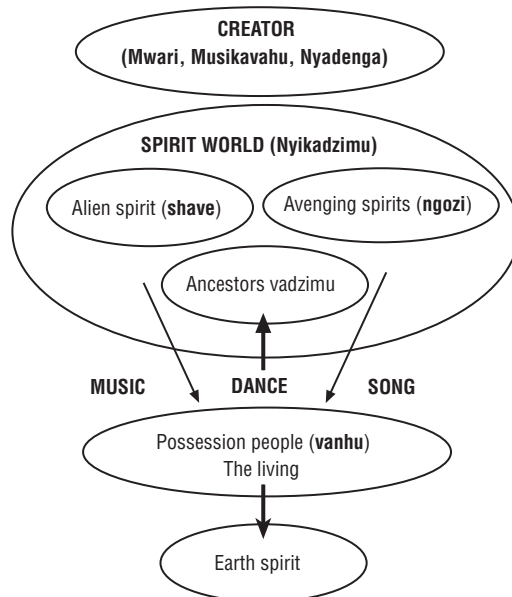 CREATOR
(Mwari, Musikavahu, Nyadenga)
SPIRIT WORLD (Nyikadzimu)
Alien spirit (shave)
Avenging spirits (ngozi)
Ancestors vadzimu
MUSIC
DANCE
SONG
Possession people (vanhu)
The living
Earth spirit